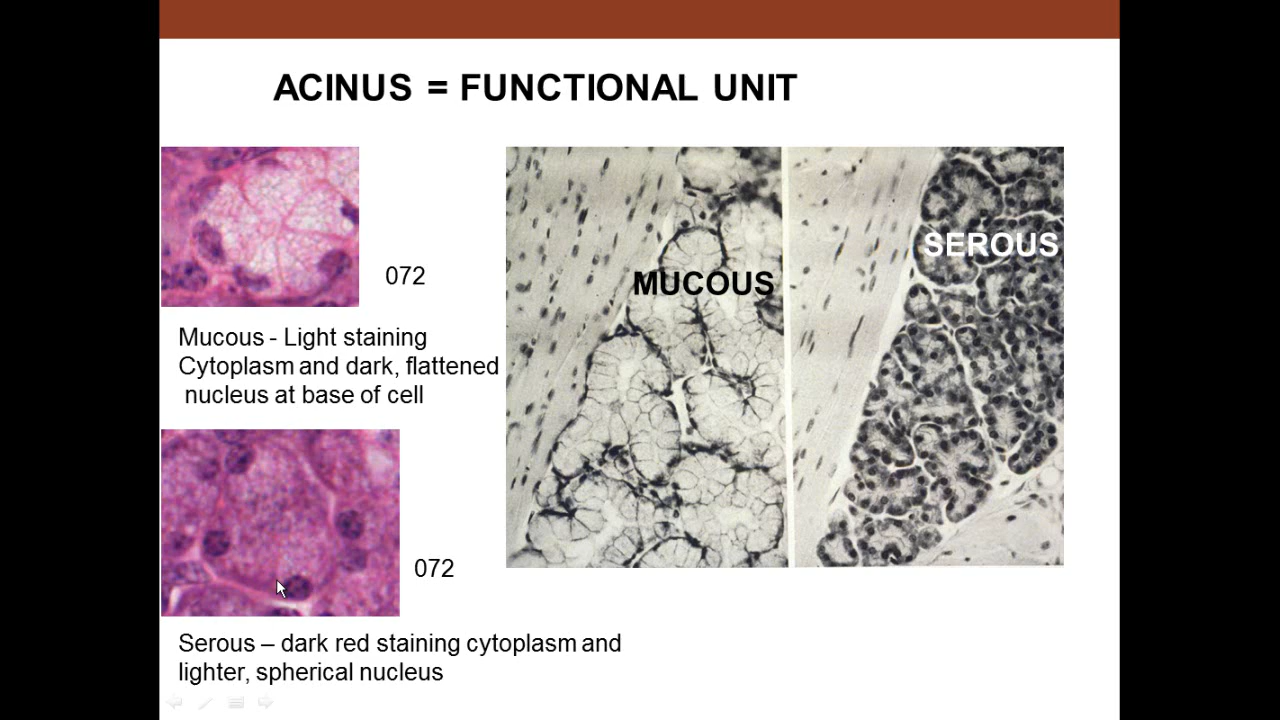 ACINUS = FUNCTIONAL UNIT
072
Mucous - Light staining
Cytoplasm and dark, flattened
nucleus at base of cell
MUCOUS
SEROUS
072
Serous – dark red staining cytoplasm and
lighter, spherical nucleus